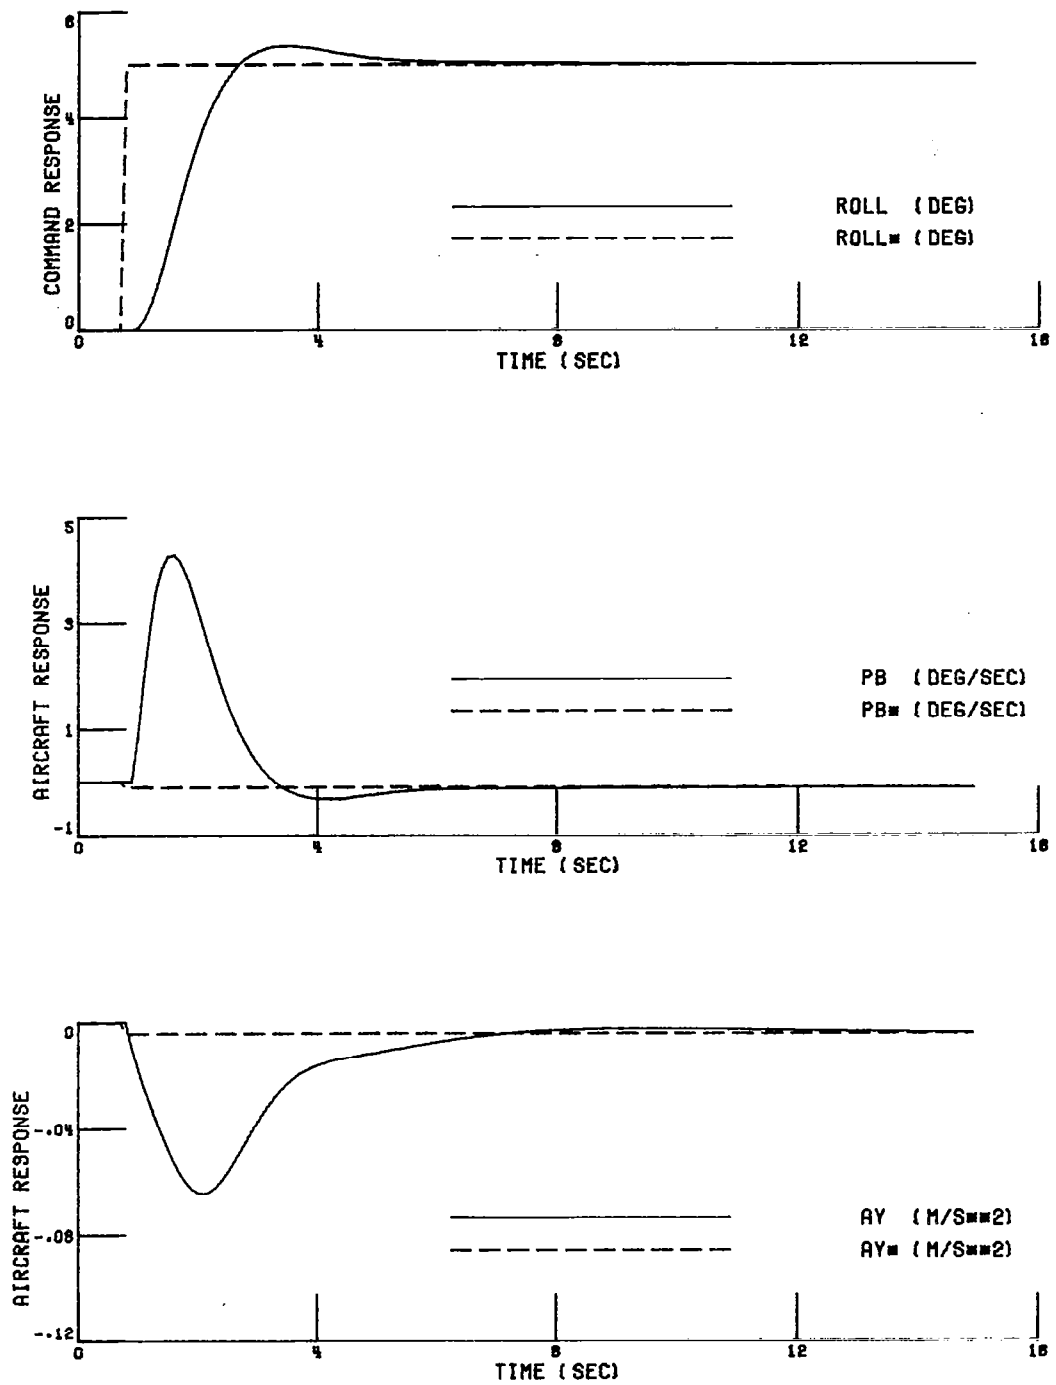 6
4
2
0
COMMAND RESPONSE
ROLL (DEG)
ROLL* (DEG)
0 4 8 12 16
TIME (SEC)
5
3
1
-1
AIRCRAFT RESPONSE
PB (DEG/SEC)
PB* (DEG/SEC)
0 4 8 12 16
TIME (SEC)
0
-.04
-.08
-.12
AIRCRAFT RESPONSE
AY (M/S**2)
AY* (M/S**2)
0 4 8 12 16
TIME (SEC)